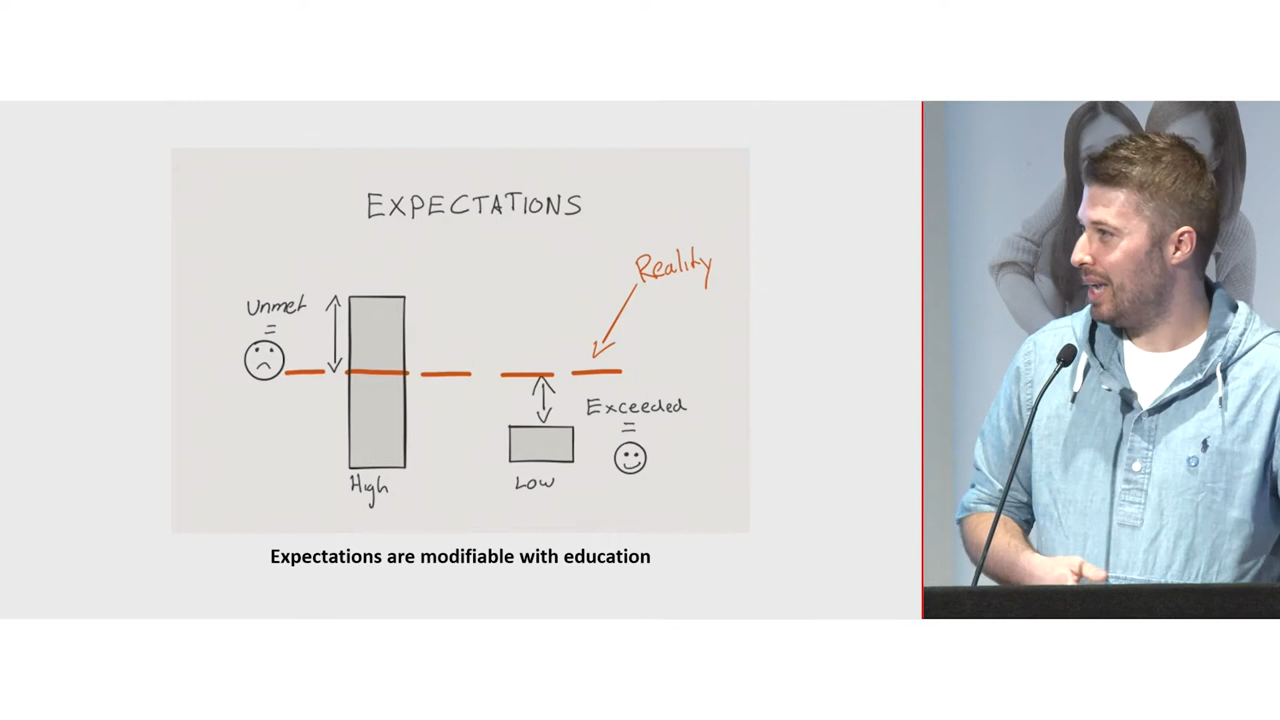 EXPECTATIONS
Reality
Unmet
=
Exceeded
=
High
Low
Expectations are modifiable with education